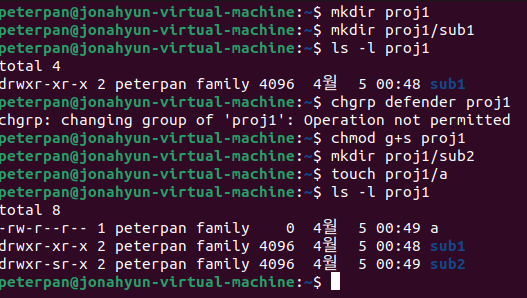 peterpan@jonahyun-virtual-machine:~$ mkdir proj1
peterpan@jonahyun-virtual-machine:~$ mkdir proj1/sub1
peterpan@jonahyun-virtual-machine:~$ ls -l proj1
total 4
drwxr-xr-x 2 peterpan family 4096  4월  5 00:48 sub1
peterpan@jonahyun-virtual-machine:~$ chgrp defender proj1
chgrp: changing group of 'proj1': Operation not permitted
peterpan@jonahyun-virtual-machine:~$ chmod g+s proj1
peterpan@jonahyun-virtual-machine:~$ mkdir proj1/sub2
peterpan@jonahyun-virtual-machine:~$ touch proj1/a
peterpan@jonahyun-virtual-machine:~$ ls -l proj1
total 8
-rw-r--r-- 1 peterpan family    0  4월  5 00:49 a
drwxr-xr-x 2 peterpan family 4096  4월  5 00:48 sub1
drwxr-sr-x 2 peterpan family 4096  4월  5 00:49 sub2
peterpan@jonahyun-virtual-machine:~$